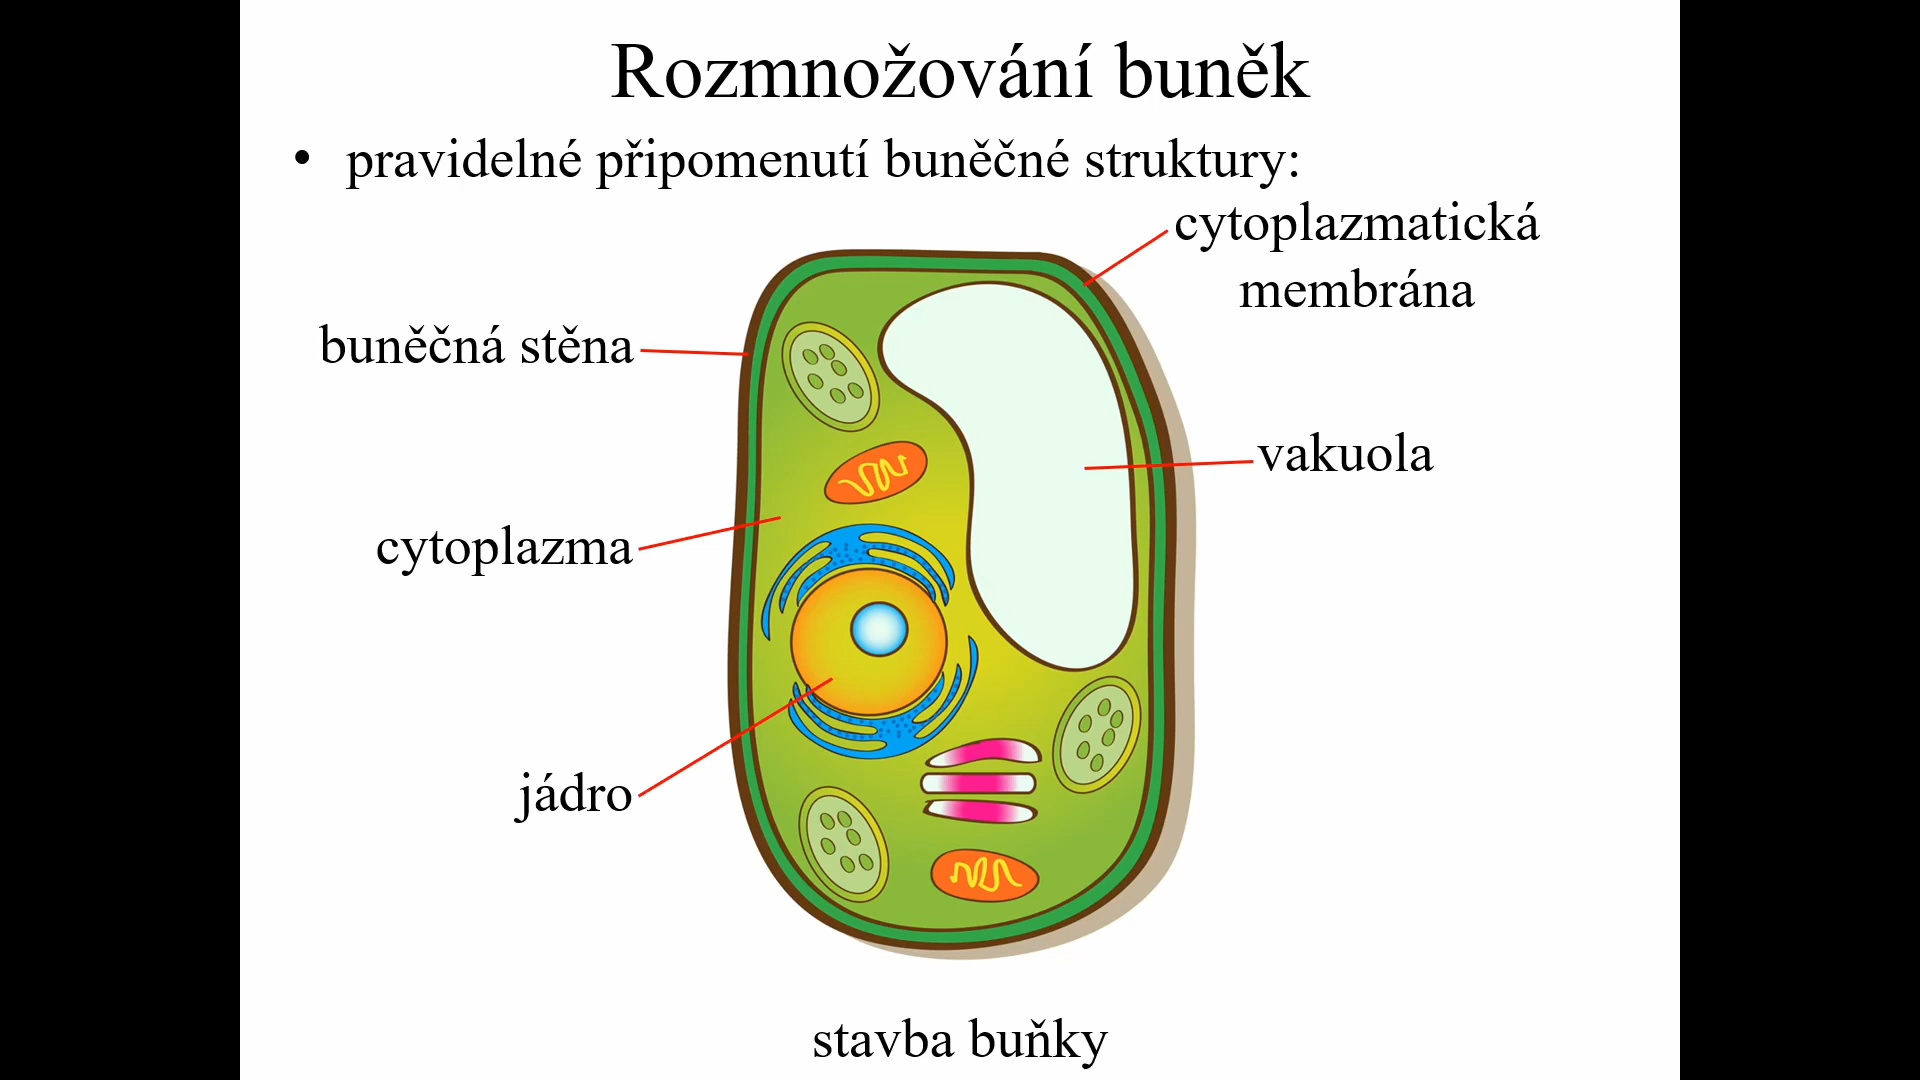 Rozmnožování buněk
• pravidelné připomenutí buněčné struktury:
cytoplazmatická
membrána
buněčná stěna
vakuola
cytoplazma
jádro
stavba buňky